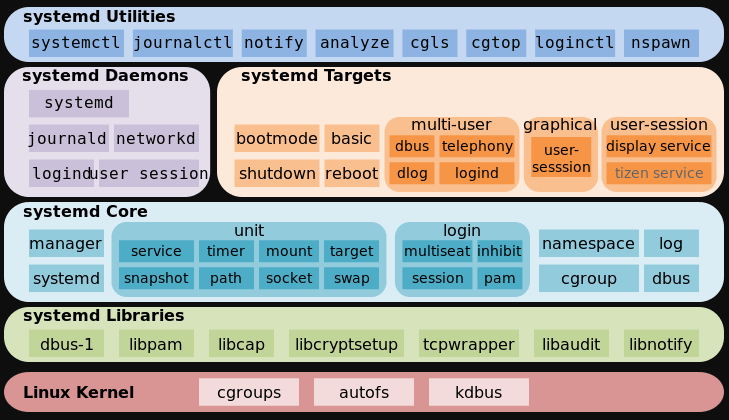 systemd Utilities
systemctl journalctl notify analyze cgls cgtop loginctl nspawn
systemd Daemons
systemd
journald networkd
logind user session
systemd Targets
bootmode basic
shutdown reboot
multi-user
dbus telephony
dlog logind
graphical
user-
sesssion
user-session
display service
tizen service
systemd Core
manager
systemd
unit
service timer mount target
snapshot path socket swap
login
multiseat inhibit
session pam
namespace log
cgroup dbus
systemd Libraries
dbus-1 libpam libcap libcryptsetup tcpwrapper libaudit libnotify
Linux Kernel cgroups autofs kdbus